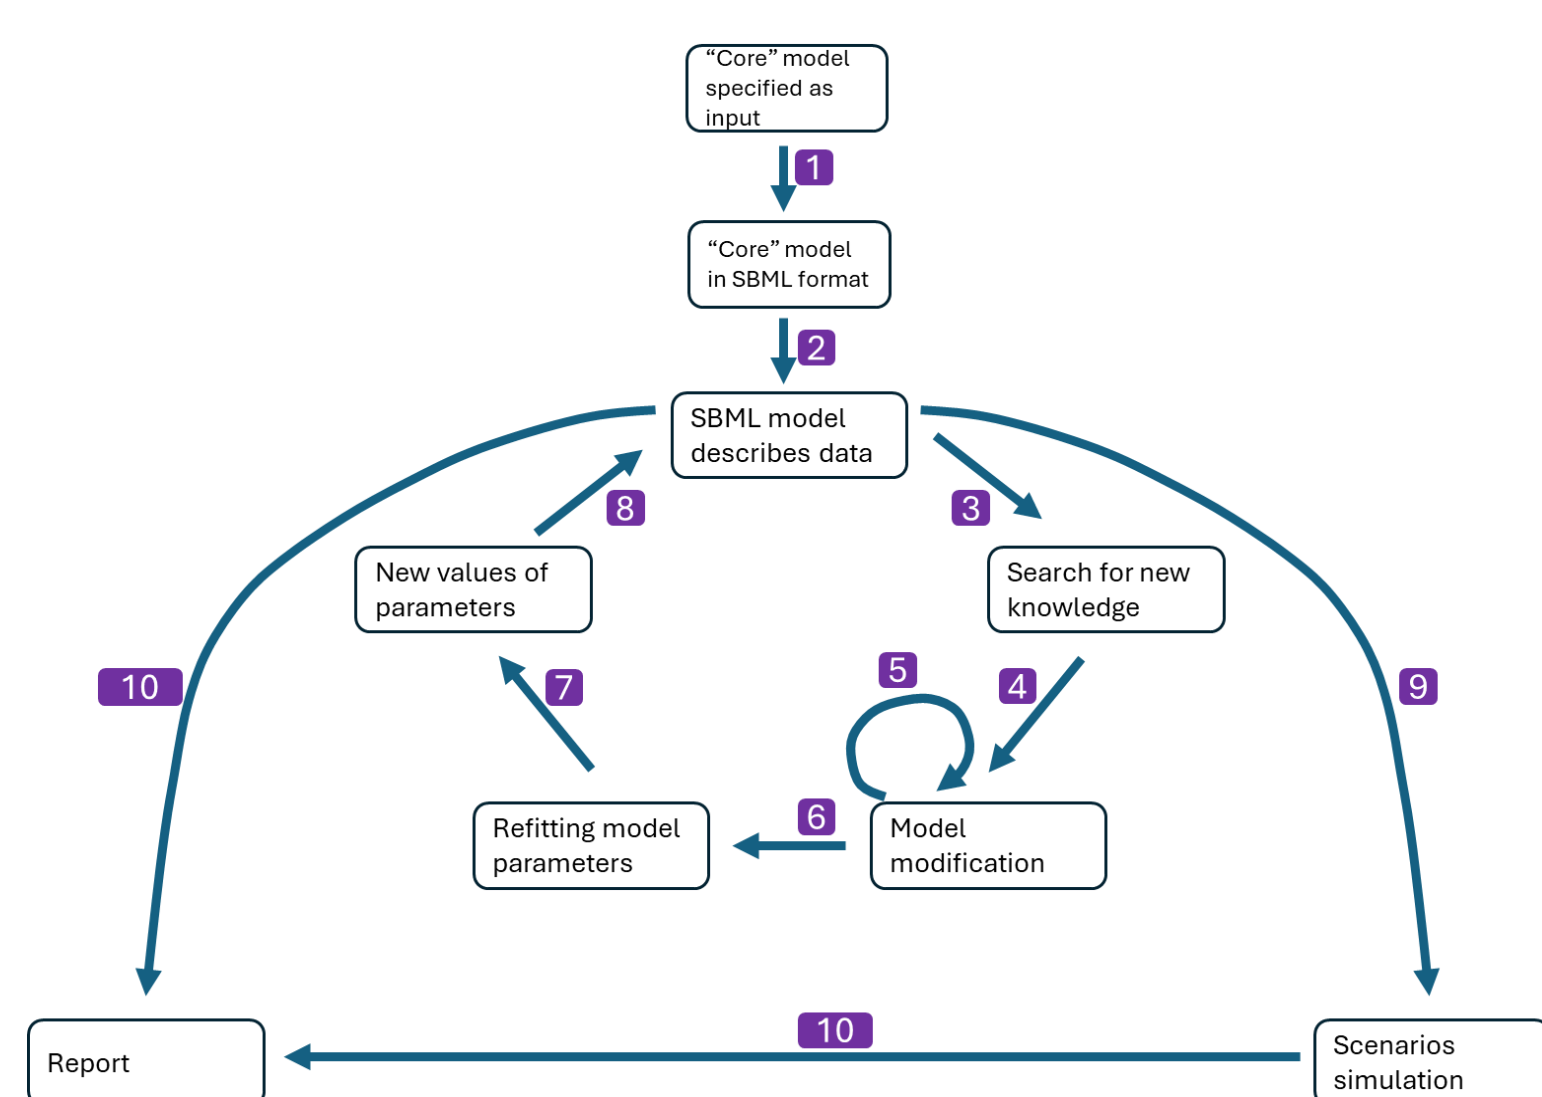 “Core” model
specified as
input
1
“Core” model
in SBML format
2
SBML model
describes data
8
3
New values of
parameters
Search for new
knowledge
10
7
5
4
9
6
Refitting model
parameters
Model
modification
10
Report
Scenarios
simulation